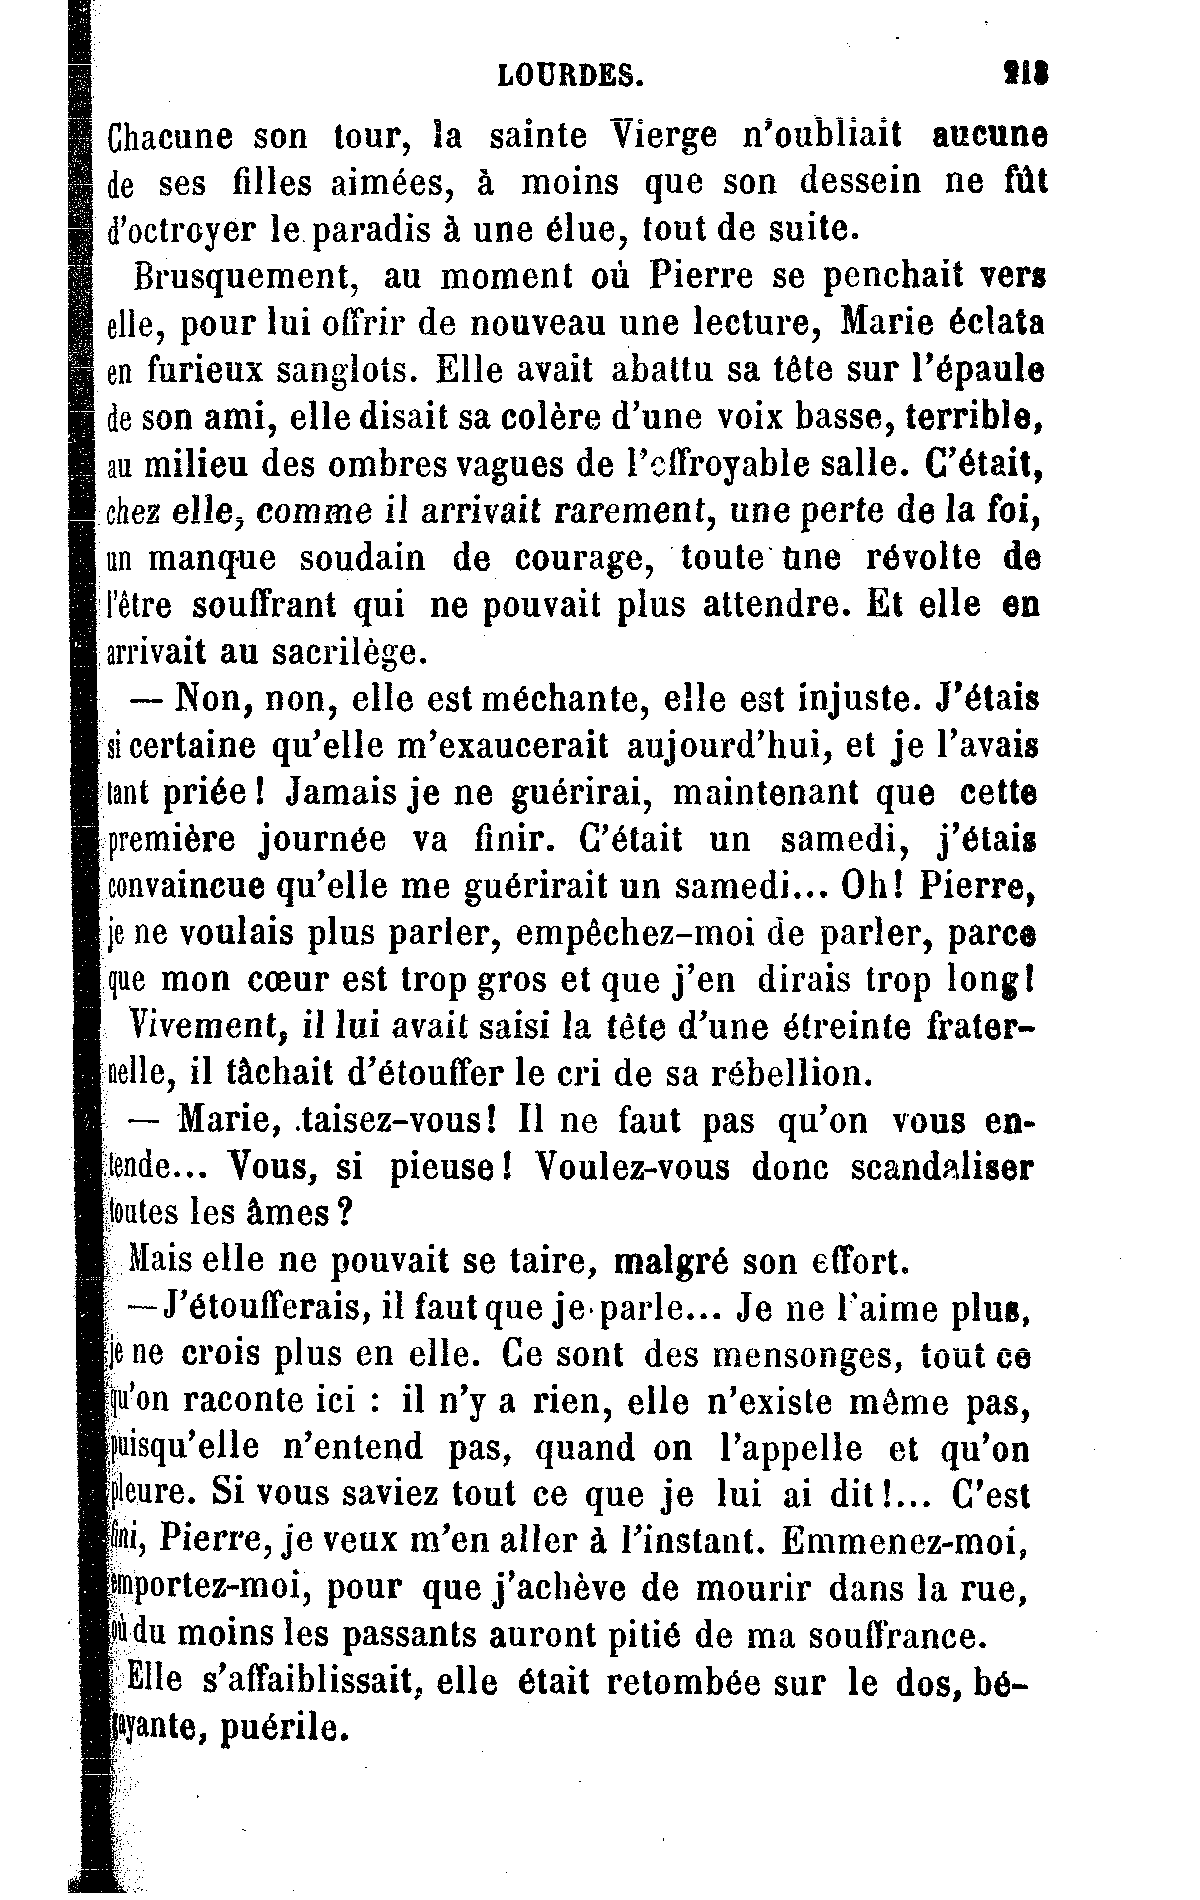 LOURDES. 213
Chacune son tour, la sainte Vierge n'oubliait aucune
de ses filles aimées, à moins que son dessein ne fût
d'octroyer le paradis à une élue, tout de suite.
Brusquement, au moment où Pierre se penchait vers
elle, pour lui offrir de nouveau une lecture, Marie éclata
en furieux sanglots. Elle avait abattu sa tête sur l'épaule
de son ami, elle disait sa colère d'une voix basse, terrible,
au milieu des ombres vagues de l'effroyable salle. C'était,
chez elle, comme il arrivait rarement, une perte de la foi,
un manque soudain de courage, toute une révolte de
l'être souffrant qui ne pouvait plus attendre. Et elle en
arrivait au sacrilège.
— Non, non, elle est méchante, elle est injuste. J'étais
si certaine qu'elle m'exaucerait aujourd'hui, et je l'avais
tant priée ! Jamais je ne guérirai, maintenant que cette
première journée va finir. C'était un samedi, j'étais
convaincue qu'elle me guérirait un samedi... Oh! Pierre,
je ne voulais plus parler, empêchez-moi de parler, parce
que mon cœur est trop gros et que j'en dirais trop long!
Vivement, il lui avait saisi la tête d'une étreinte frater-
nelle, il tâchait d'étouffer le cri de sa rébellion.
— Marie, taisez-vous! Il ne faut pas qu'on vous en-
tende... Vous, si pieuse! Voulez-vous donc scandaliser
toutes les âmes ?
Mais elle ne pouvait se taire, malgré son effort.
— J'étoufferais, il faut que je parle... Je ne l'aime plus,
je ne crois plus en elle. Ce sont des mensonges, tout ce
qu'on raconte ici : il n'y a rien, elle n'existe même pas,
puisqu'elle n'entend pas, quand on l'appelle et qu'on
pleure. Si vous saviez tout ce que je lui ai dit!... C'est
fini, Pierre, je veux m'en aller à l'instant. Emmenez-moi,
emportez-moi, pour que j'achève de mourir dans la rue,
où du moins les passants auront pitié de ma souffrance.
Elle s'affaiblissait, elle était retombée sur le dos, bé-
gayante, puérile.